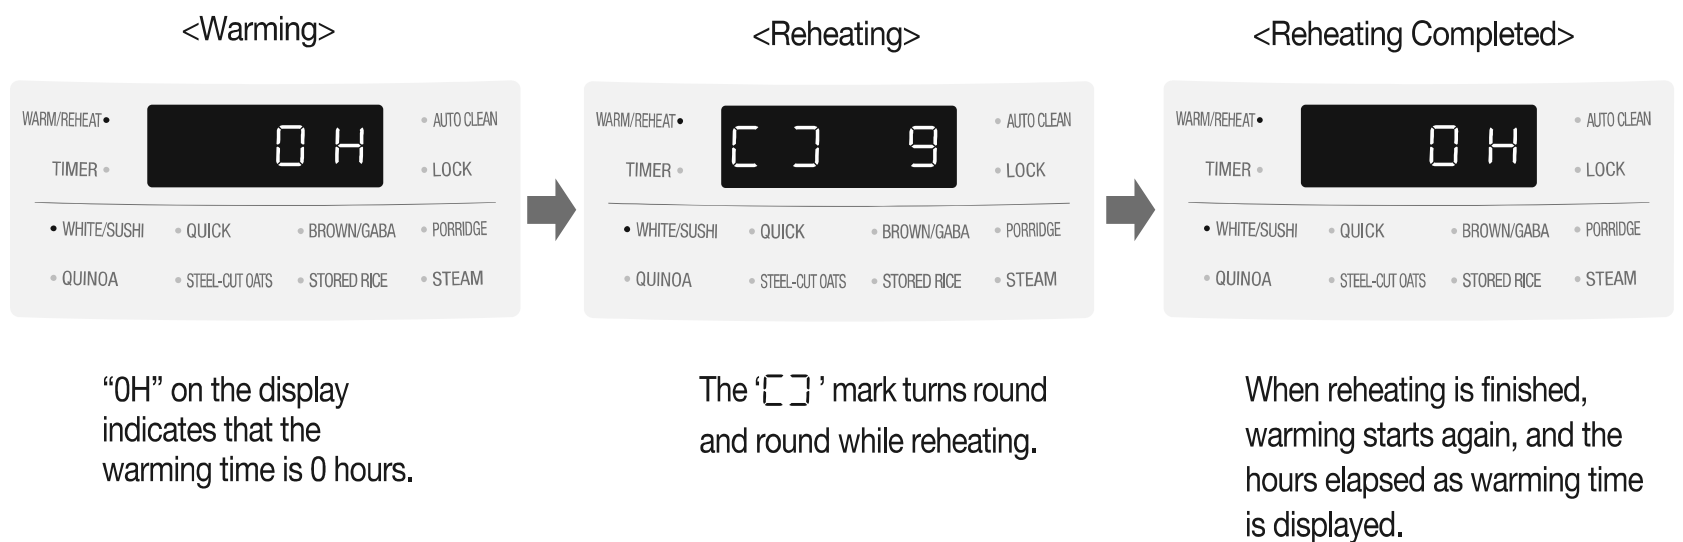 <Warming>
WARM/REHEAT
0H
AUTO CLEAN
TIMER
LOCK
WHITE/SUSHI
QUICK
BROWN/GABA
PORRIDGE
QUINOA
STEEL-CUT OATS
STORED RICE
STEAM
“0H” on the display
indicates that the
warming time is 0 hours.
<Reheating>
WARM/REHEAT
[ ] 9
AUTO CLEAN
TIMER
LOCK
WHITE/SUSHI
QUICK
BROWN/GABA
PORRIDGE
QUINOA
STEEL-CUT OATS
STORED RICE
STEAM
The ‘[ ] ’ mark turns round
and round while reheating.
<Reheating Completed>
WARM/REHEAT
0H
AUTO CLEAN
TIMER
LOCK
WHITE/SUSHI
QUICK
BROWN/GABA
PORRIDGE
QUINOA
STEEL-CUT OATS
STORED RICE
STEAM
When reheating is finished,
warming starts again, and the
hours elapsed as warming time
is displayed.